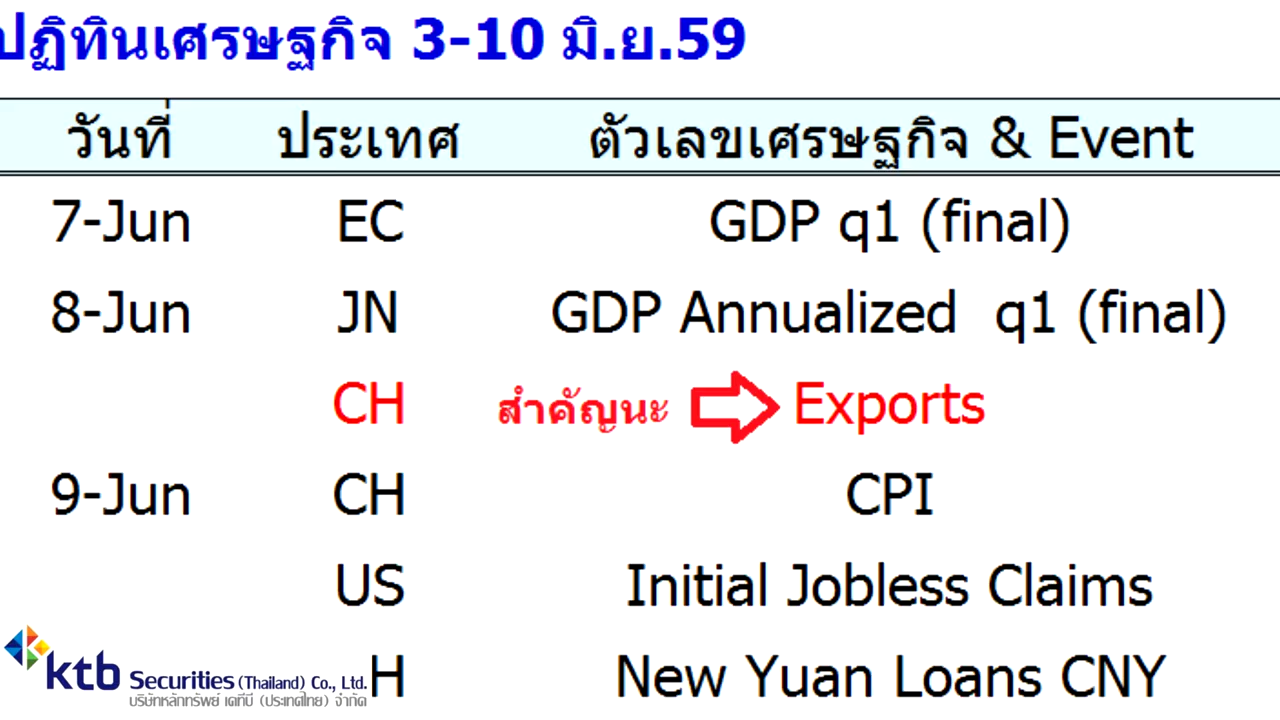 ปฏิทินเศรษฐกิจ 3-10 มิ.ย.59
วันที่ ประเทศ ตัวเลขเศรษฐกิจ & Event
7-Jun EC GDP q1 (final)
8-Jun JN GDP Annualized q1 (final)
CH สำคัญนะ Exports
9-Jun CH CPI
US Initial Jobless Claims
H New Yuan Loans CNY
ktb Securities (Thailand) Co., Ltd.
บริษัทหลักทรัพย์ เคทีบี (ประเทศไทย) จำกัด